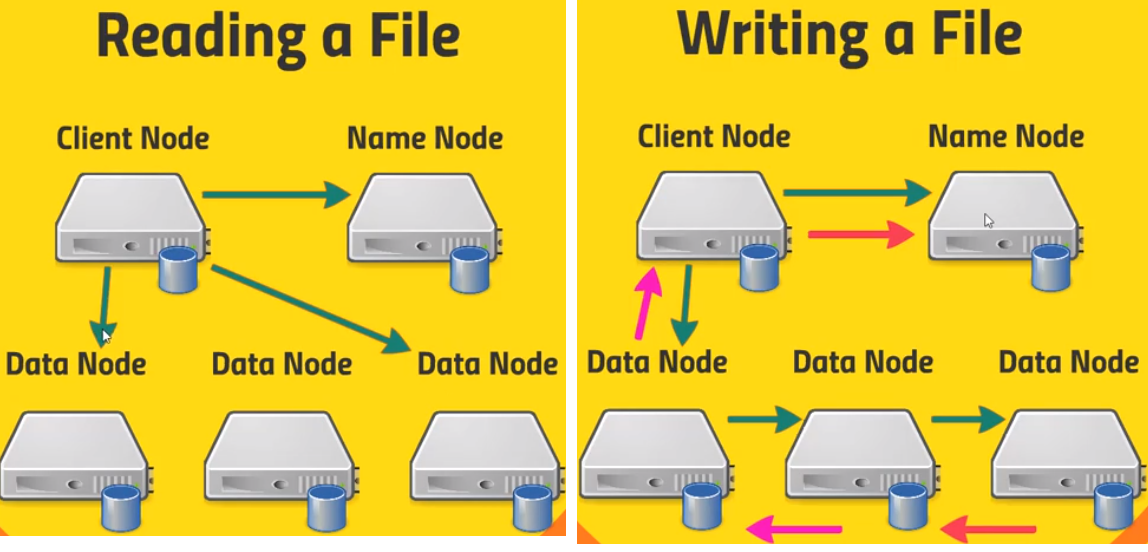 Reading a File
Client Node Name Node
Data Node Data Node Data Node
Writing a File
Client Node Name Node
Data Node Data Node Data Node